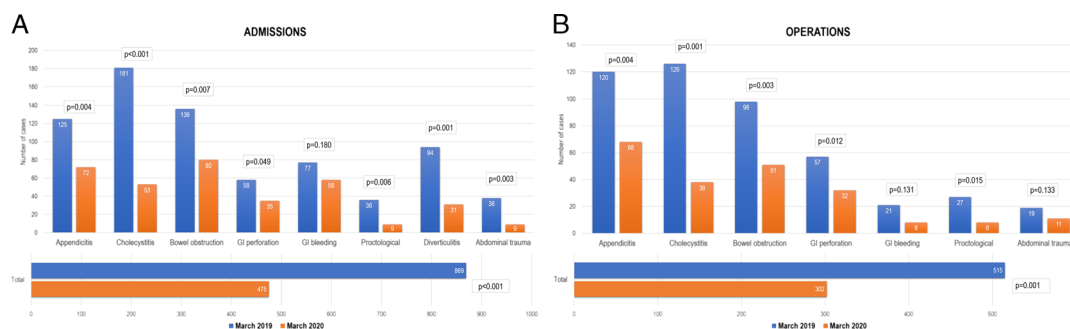 A
ADMISSIONS
Number of cases
200
180
160
140
120
100
80
60
40
20
0
p=0.004
p<0.001
p=0.007
p=0.049
p=0.180
p=0.006
p=0.001
p=0.003
125
72
181
53
136
80
58
35
77
58
36
9
94
31
38
9
Appendicitis
Cholecystitis
Bowel obstruction
GI perforation
GI bleeding
Proctological
Diverticulitis
Abdominal trauma
Total
869
475
p<0.001
0
100
200
300
400
500
600
700
800
900
1000
March 2019
March 2020
B
OPERATIONS
Number of cases
140
120
100
80
60
40
20
0
p=0.004
p=0.001
p=0.003
p=0.012
p=0.131
p=0.015
p=0.133
120
68
126
38
98
51
57
32
21
8
27
8
19
11
Appendicitis
Cholecystitis
Bowel obstruction
GI perforation
GI bleeding
Proctological
Abdominal trauma
Total
515
302
p=0.001
0
100
200
300
400
500
March 2019
March 2020